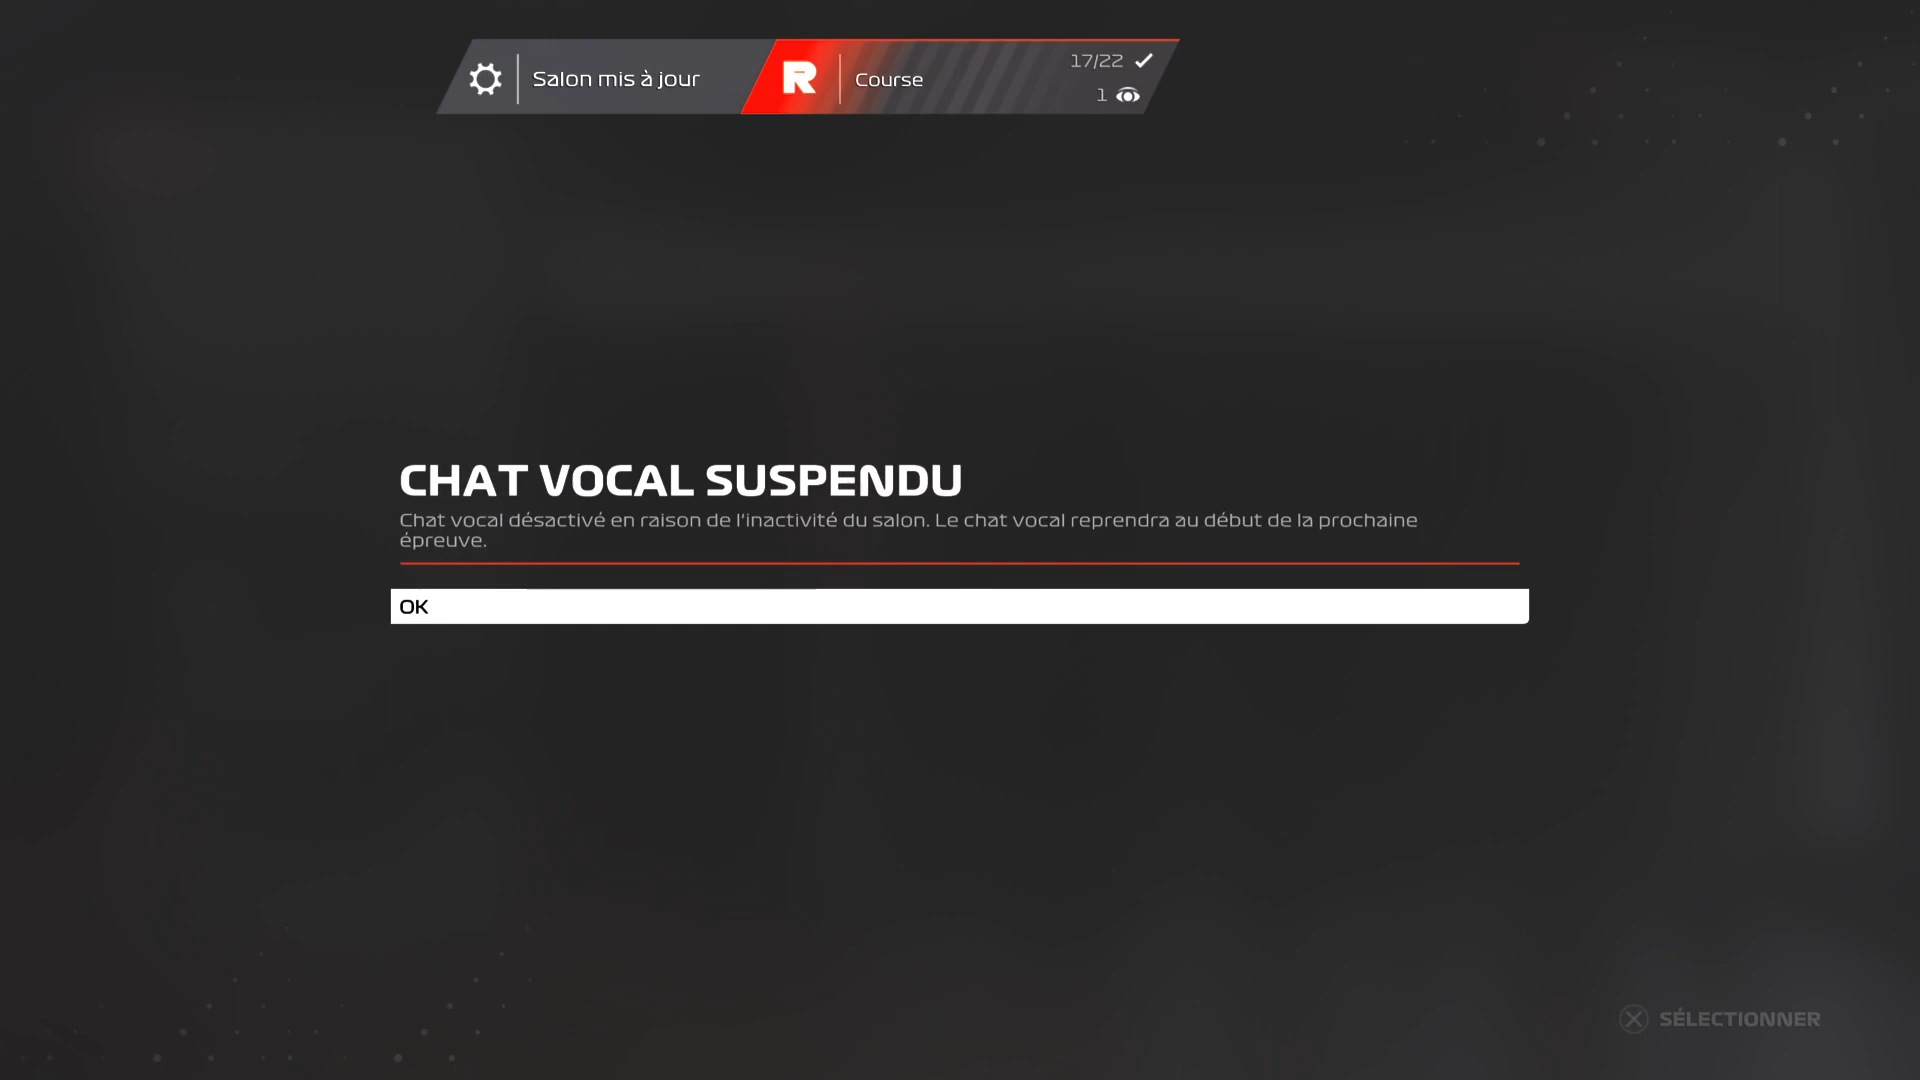 Salon mis à jour
R
Course
17/22
1
CHAT VOCAL SUSPENDU
Chat vocal désactivé en raison de l'inactivité du salon. Le chat vocal reprendra au début de la prochaine
épreuve.
OK
SÉLECTIONNER